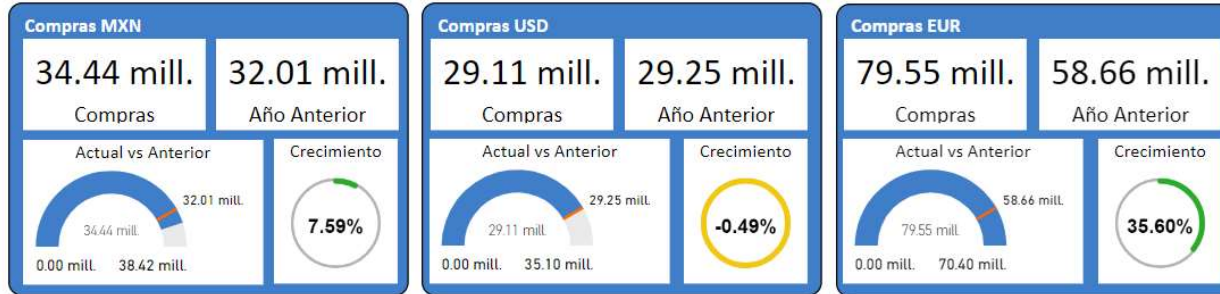 Compras MXN
34.44 mill.
Compras
32.01 mill.
Año Anterior
Actual vs Anterior
32.01 mill.
34.44 mill.
0.00 mill.
38.42 mill.
Crecimiento
7.59%
Compras USD
29.11 mill.
Compras
29.25 mill.
Año Anterior
Actual vs Anterior
29.25 mill.
29.11 mill.
0.00 mill.
35.10 mill.
Crecimiento
-0.49%
Compras EUR
79.55 mill.
Compras
58.66 mill.
Año Anterior
Actual vs Anterior
58.66 mill.
79.55 mill.
0.00 mill.
70.40 mill.
Crecimiento
35.60%